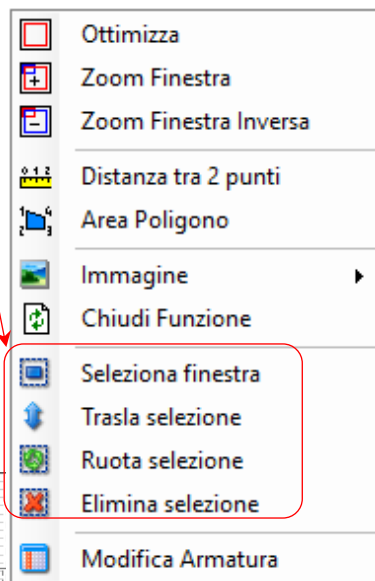 Ottimizza
Zoom Finestra
Zoom Finestra Inversa
Distanza tra 2 punti
Area Poligono
Immagine
Chiudi Funzione
Seleziona finestra
Trasla selezione
Ruota selezione
Elimina selezione
Modifica Armatura